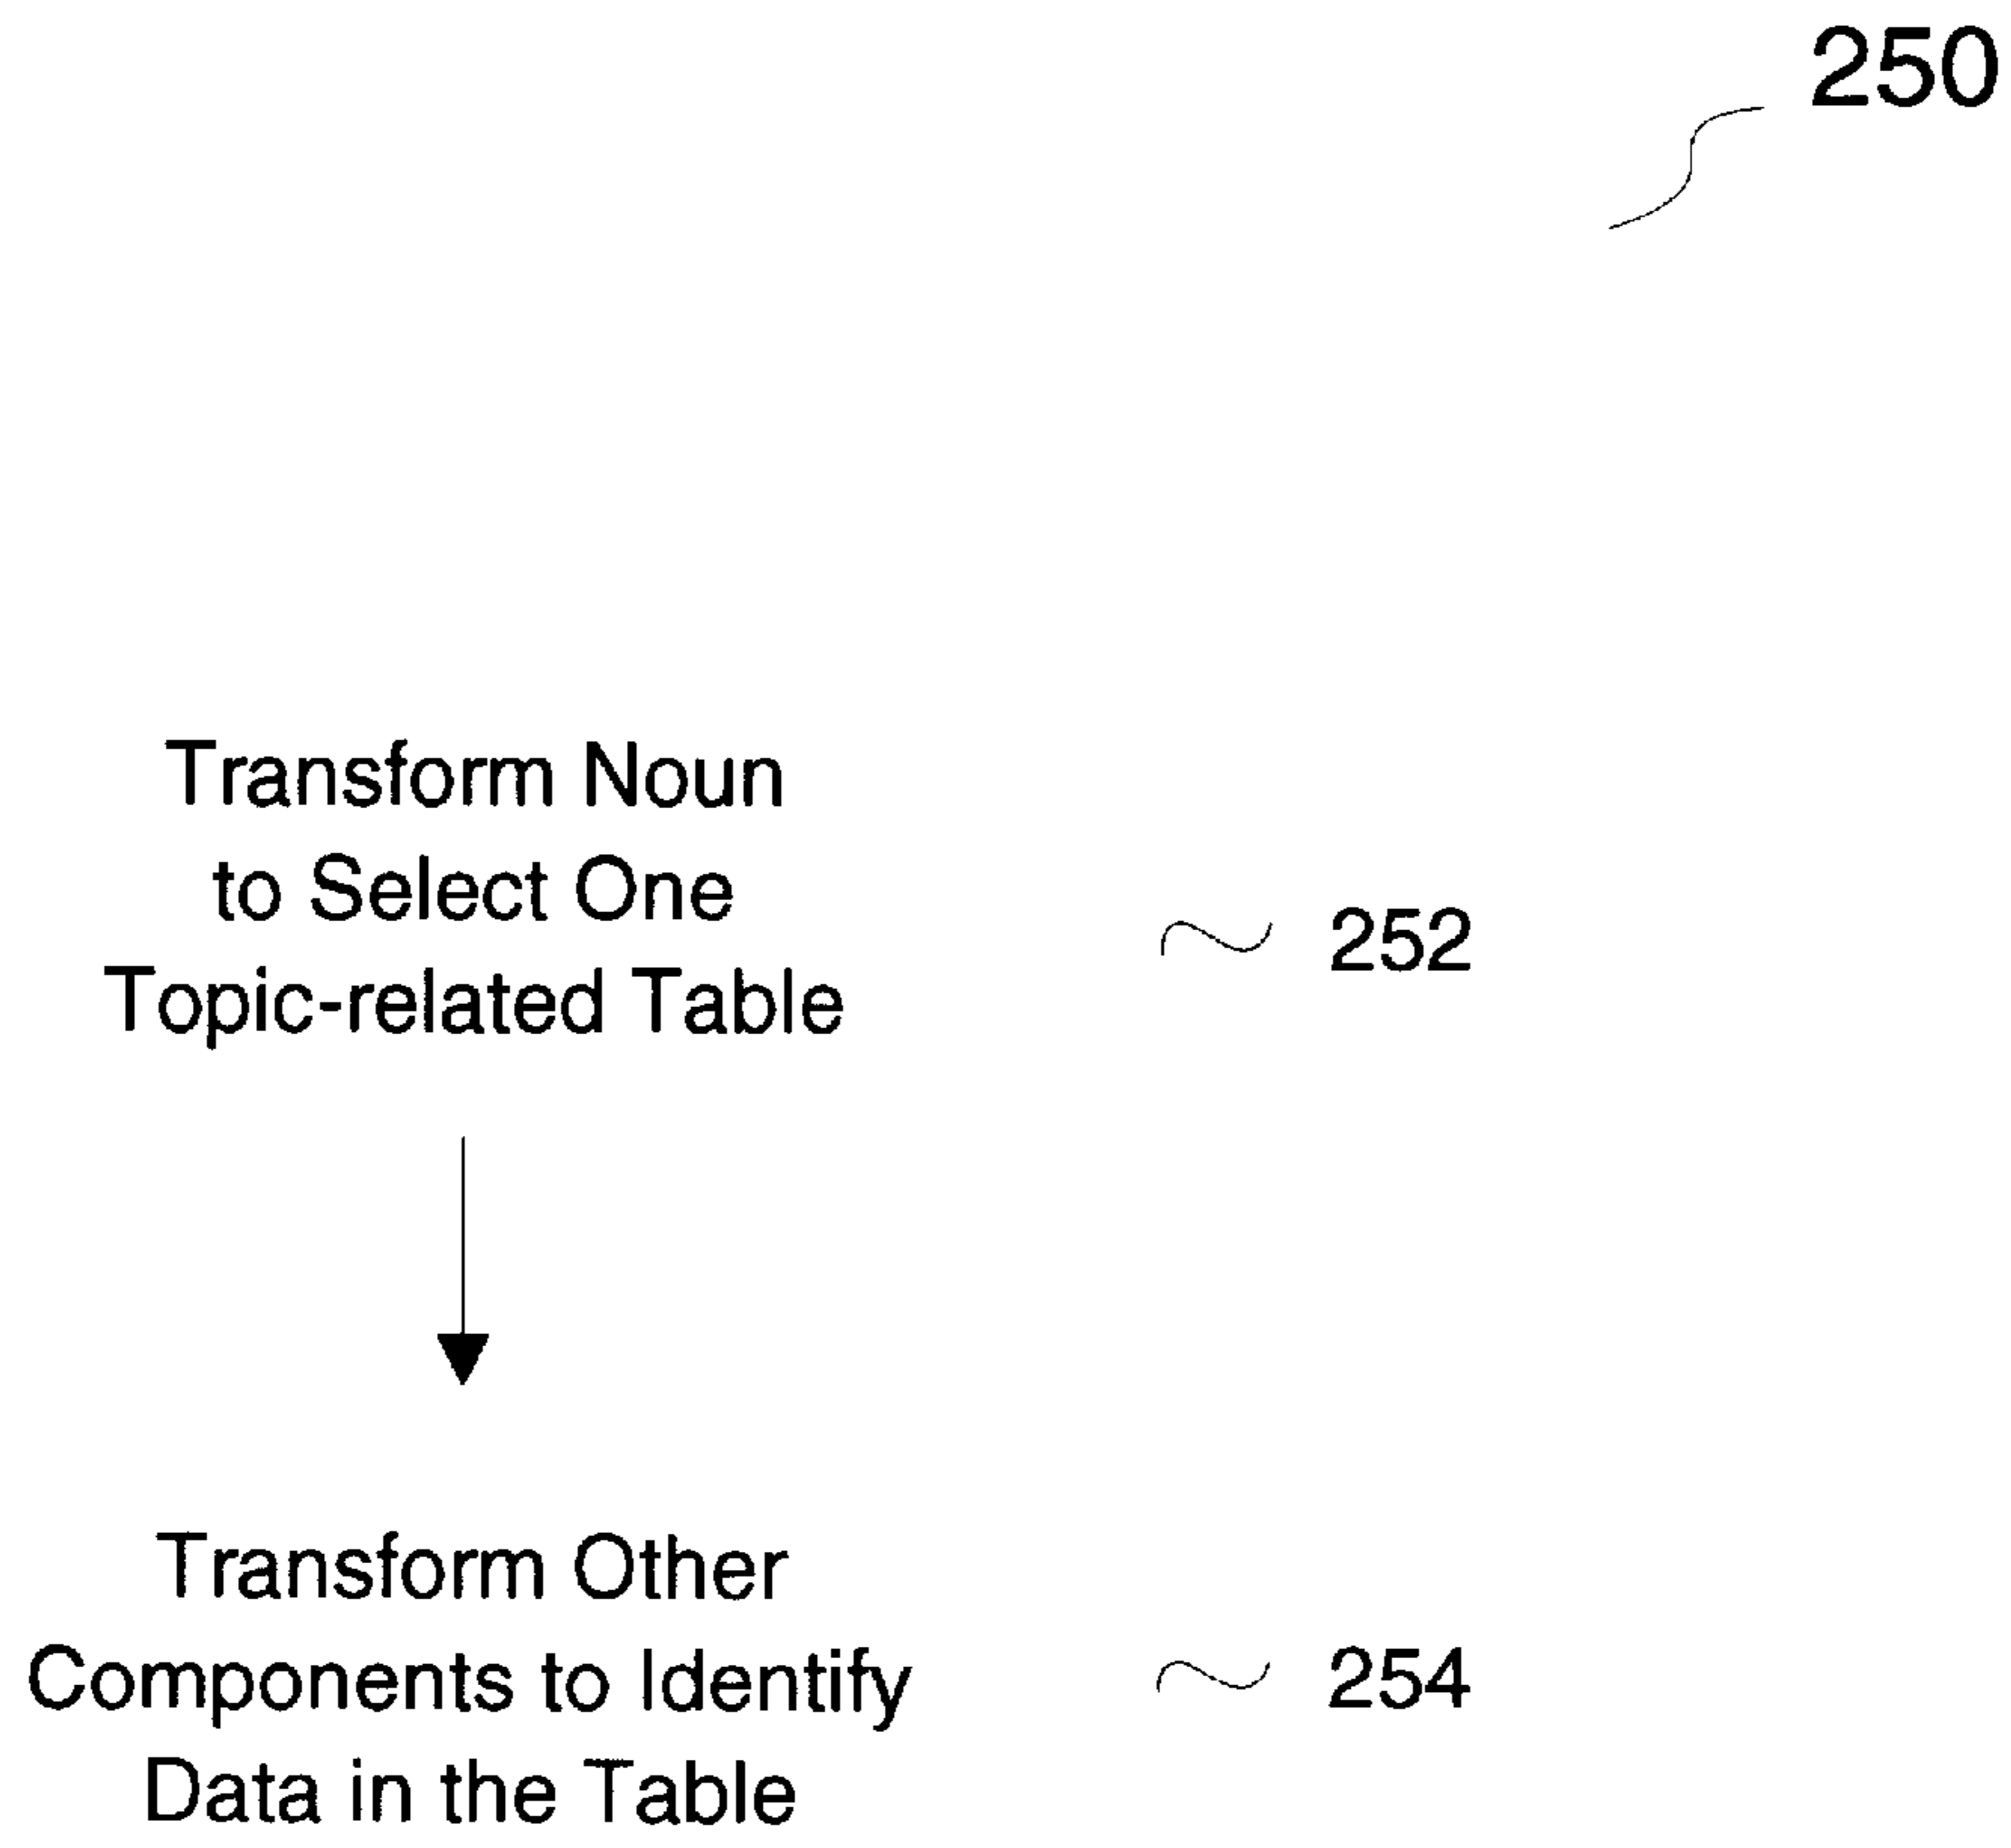 250
Transform Noun
to Select One
Topic-related Table
252
Transform Other
Components to Identify
Data in the Table
254